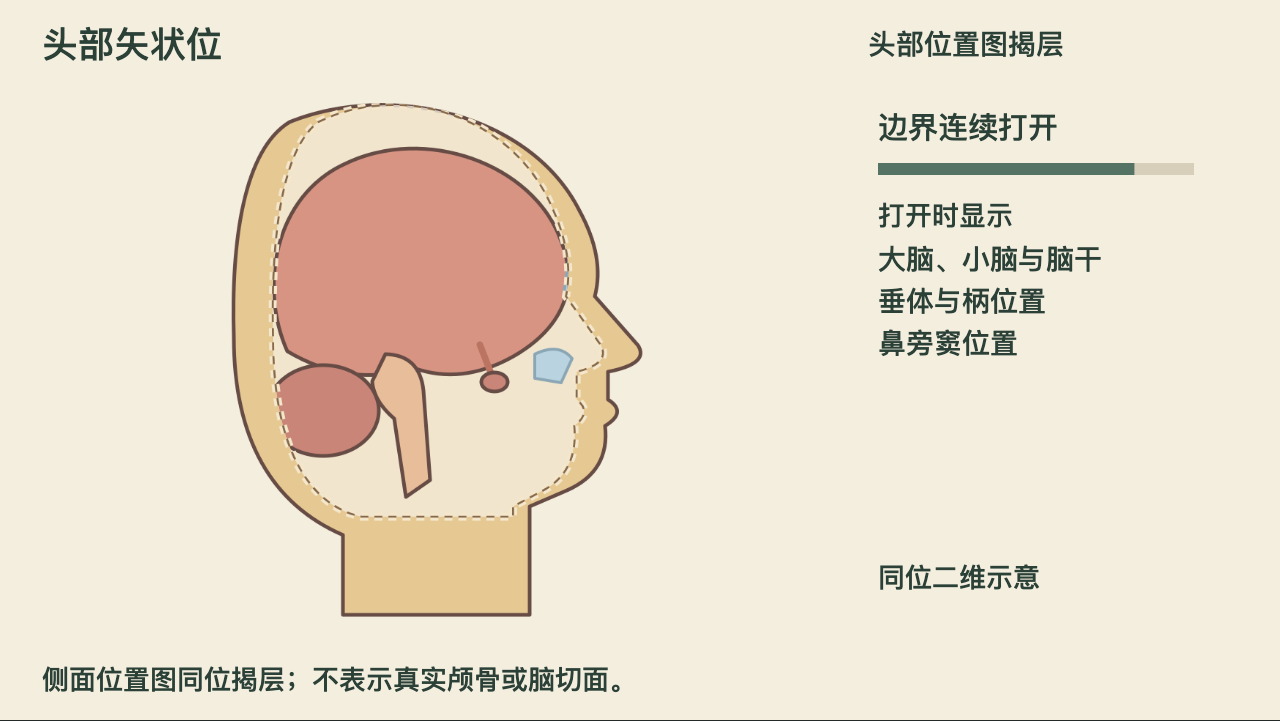 头部矢状位
头部位置图揭层
边界连续打开
打开时显示
大脑、小脑与脑干
垂体与柄位置
鼻旁窦位置
同位二维示意
侧面位置图同位揭层；不表示真实颅骨或脑切面。